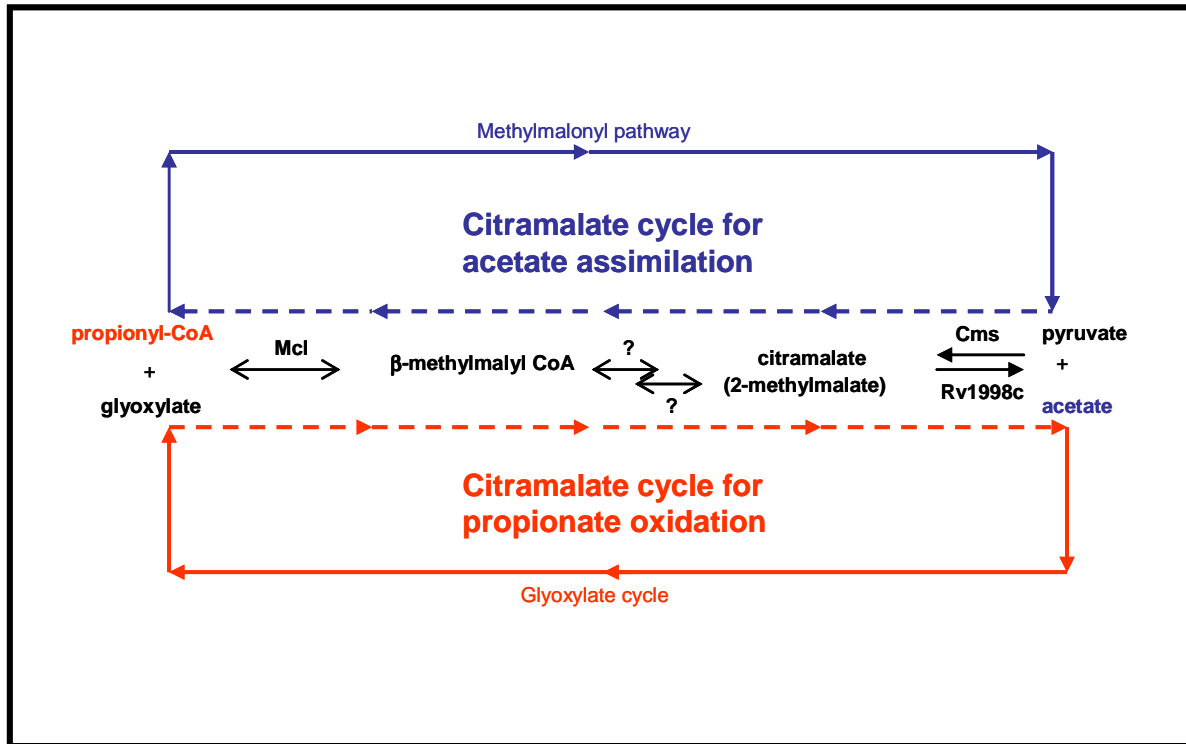 Methylmalonyl pathway
Citramalate cycle for
acetate assimilation
propionyl-CoA
+
glyoxylate
Mcl
β-methylmalyl CoA
?
?
citramalate
(2-methylmalate)
Cms
Rv1998c
pyruvate
+
acetate
Citramalate cycle for
propionate oxidation
Glyoxylate cycle